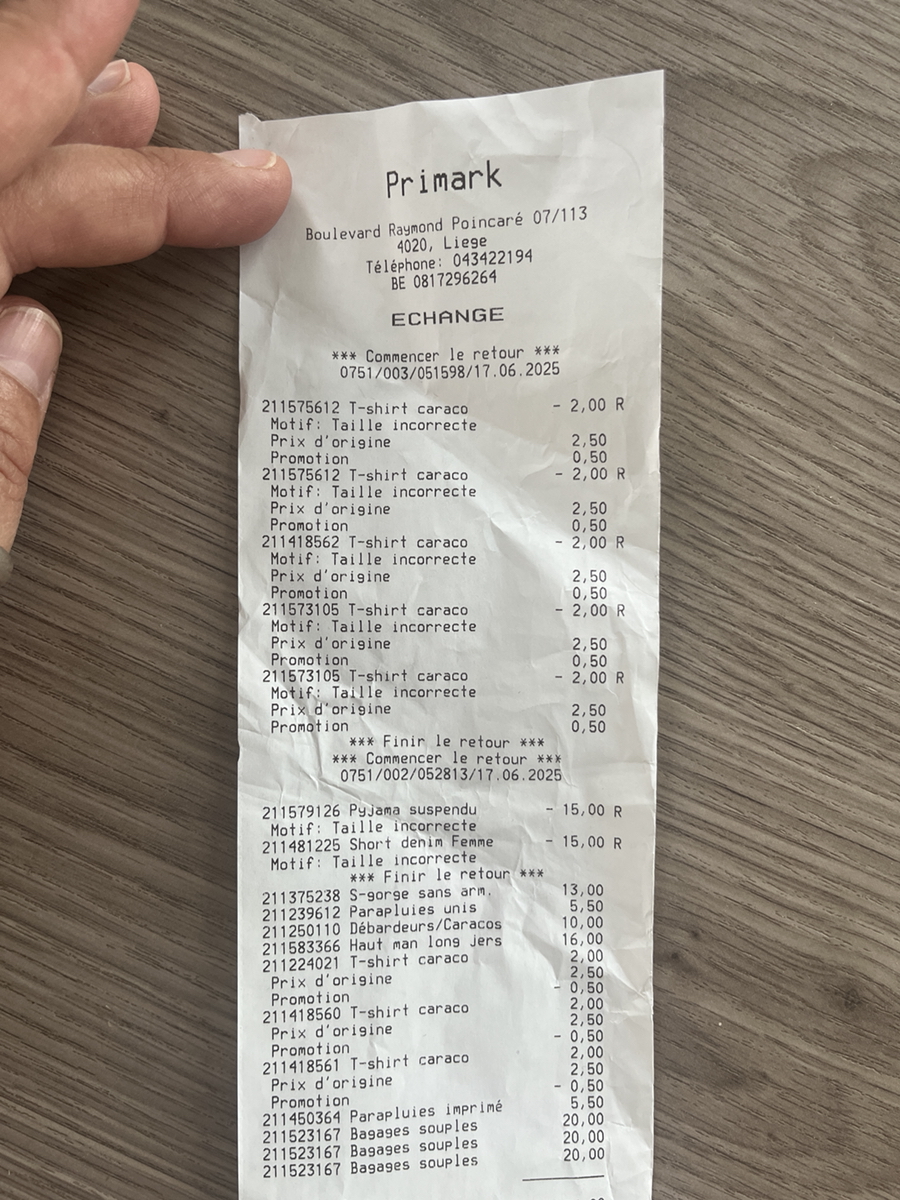 Primark
Boulevard Raymond Poincaré 07/113
4020, Liege
Téléphone: 043422194
BE 0817296264
ECHANGE
*** Commencer le retour ***
0751/003/051598/17.06.2025
211575612 T-shirt caraco - 2,00 R
Motif: Taille incorrecte
Prix d'origine 2,50
Promotion 0,50
211575612 T-shirt caraco - 2,00 R
Motif: Taille incorrecte
Prix d'origine 2,50
Promotion 0,50
211418562 T-shirt caraco - 2,00 R
Motif: Taille incorrecte
Prix d'origine 2,50
Promotion 0,50
211573105 T-shirt caraco - 2,00 R
Motif: Taille incorrecte
Prix d'origine 2,50
Promotion 0,50
211573105 T-shirt caraco - 2,00 R
Motif: Taille incorrecte
Prix d'origine 2,50
Promotion 0,50
*** Finir le retour ***
*** Commencer le retour ***
0751/002/052813/17.06.2025
211579126 Pyjama suspendu - 15,00 R
Motif: Taille incorrecte
211481225 Short denim Femme - 15,00 R
Motif: Taille incorrecte
*** Finir le retour ***
211375238 S-gorge sans arm. 13,00
211239612 Parapluies unis 5,50
211250110 Débardeurs/Caracos 10,00
211583366 Haut man long jers 16,00
211224021 T-shirt caraco 2,00
Prix d'origine 2,50
Promotion - 0,50
211418560 T-shirt caraco 2,00
Prix d'origine 2,50
Promotion - 0,50
211418561 T-shirt caraco 2,00
Prix d'origine 2,50
Promotion - 0,50
211450364 Parapluies imprimé 5,50
211523167 Bagages souples 20,00
211523167 Bagages souples 20,00
211523167 Bagages souples 20,00